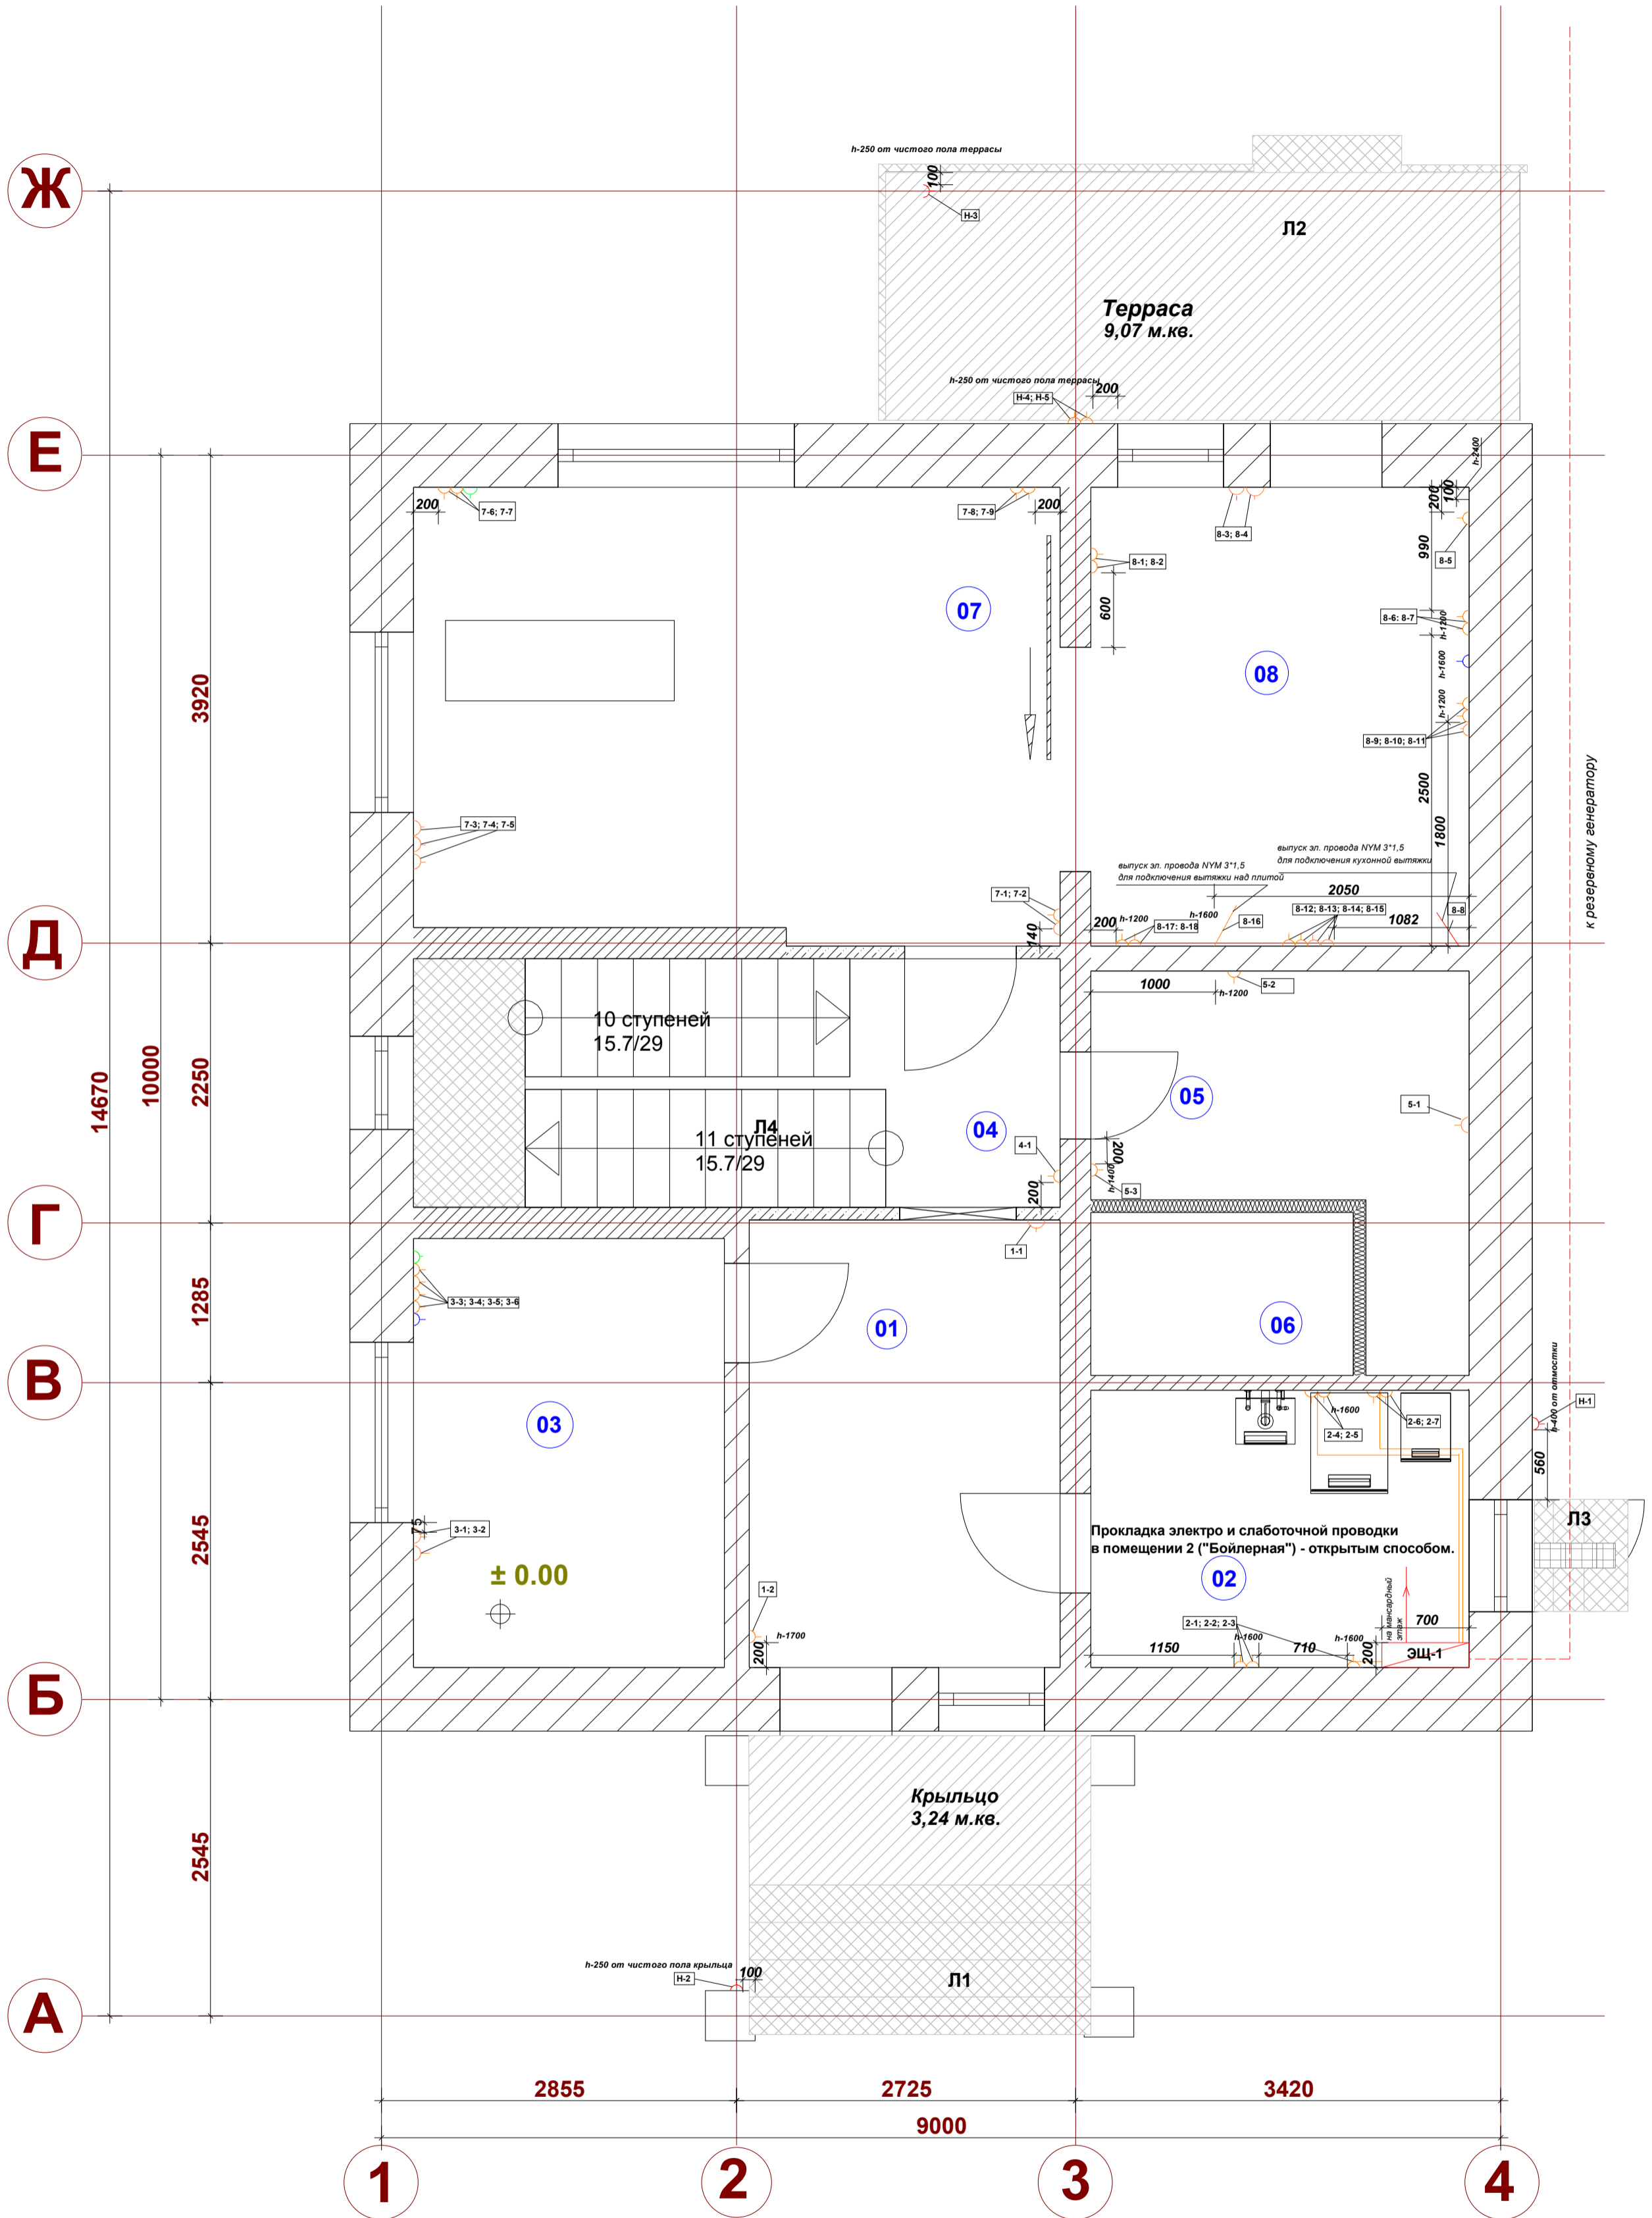 h-250 от чистого пола террасы
100
Ж
Н-3
Л2
Терраса
9,07 м.кв.
h-250 от чистого пола террасы
200
Н-4; Н-5
Е
h-2400
200
7-6; 7-7
7-8; 7-9
200
8-3; 8-4
200
100
990
8-5
8-1; 8-2
600
07
08
8-6: 8-7
h-1200
h-1600
h-1200
8-9; 8-10; 8-11
3920
2500
1800
к резервному генератору
7-3; 7-4; 7-5
выпуск эл. провода NYM 3*1,5
для подключения кухонной вытяжки
выпуск эл. провода NYM 3*1,5
для подключения вытяжки над плитой
2050
7-1; 7-2
140
200
h-1200
8-17: 8-18
h-1600
8-16
8-12; 8-13; 8-14; 8-15
1082
8-8
Д
5-2
1000
h-1200
10 ступеней
15.7/29
14670
10000
2250
05
5-1
Л4
11 ступеней
15.7/29
04
4-1
200
h-1400
5-3
200
Г
1-1
1285
3-3; 3-4; 3-5; 3-6
01
06
В
h-400 от отмостки
Н-1
560
03
h-1600
2-4; 2-5
2-6; 2-7
2545
75
3-1; 3-2
Л3
Прокладка электро и слаботочной проводки
в помещении 2 ("Бойлерная") - открытым способом.
± 0.00
02
1-2
h-1700
200
2-1; 2-2; 2-3
h-1600
1150
710
h-1600
200
на мансардный
этаж
700
ЭЩ-1
Б
Крыльцо
3,24 м.кв.
2545
h-250 от чистого пола крыльца
Н-2
100
Л1
А
2855
2725
3420
9000
1
2
3
4